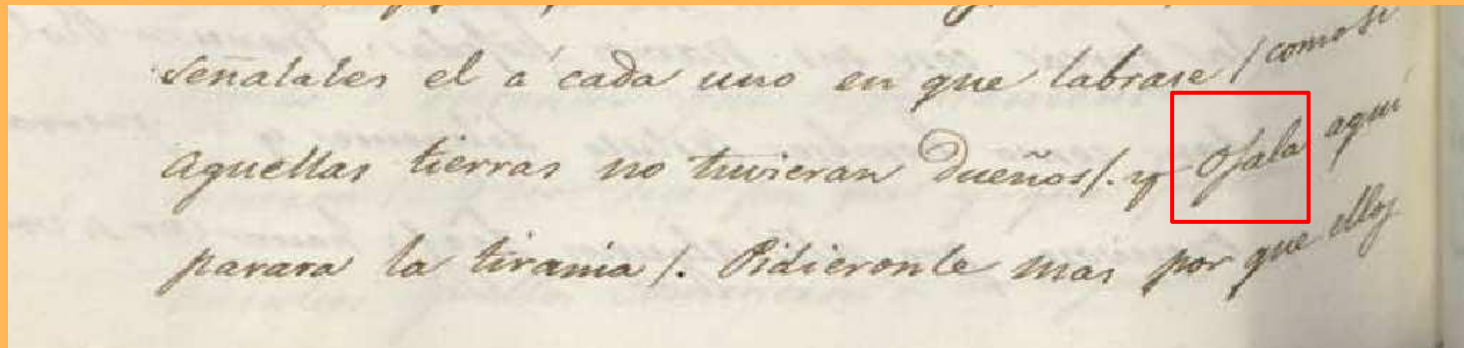 señalales el á cada uno en que labrase / como si
aquellas tierras no tuvieran dueños /. y Ojala aquí
parara la tirania /. Pidieronle mas por que ellos